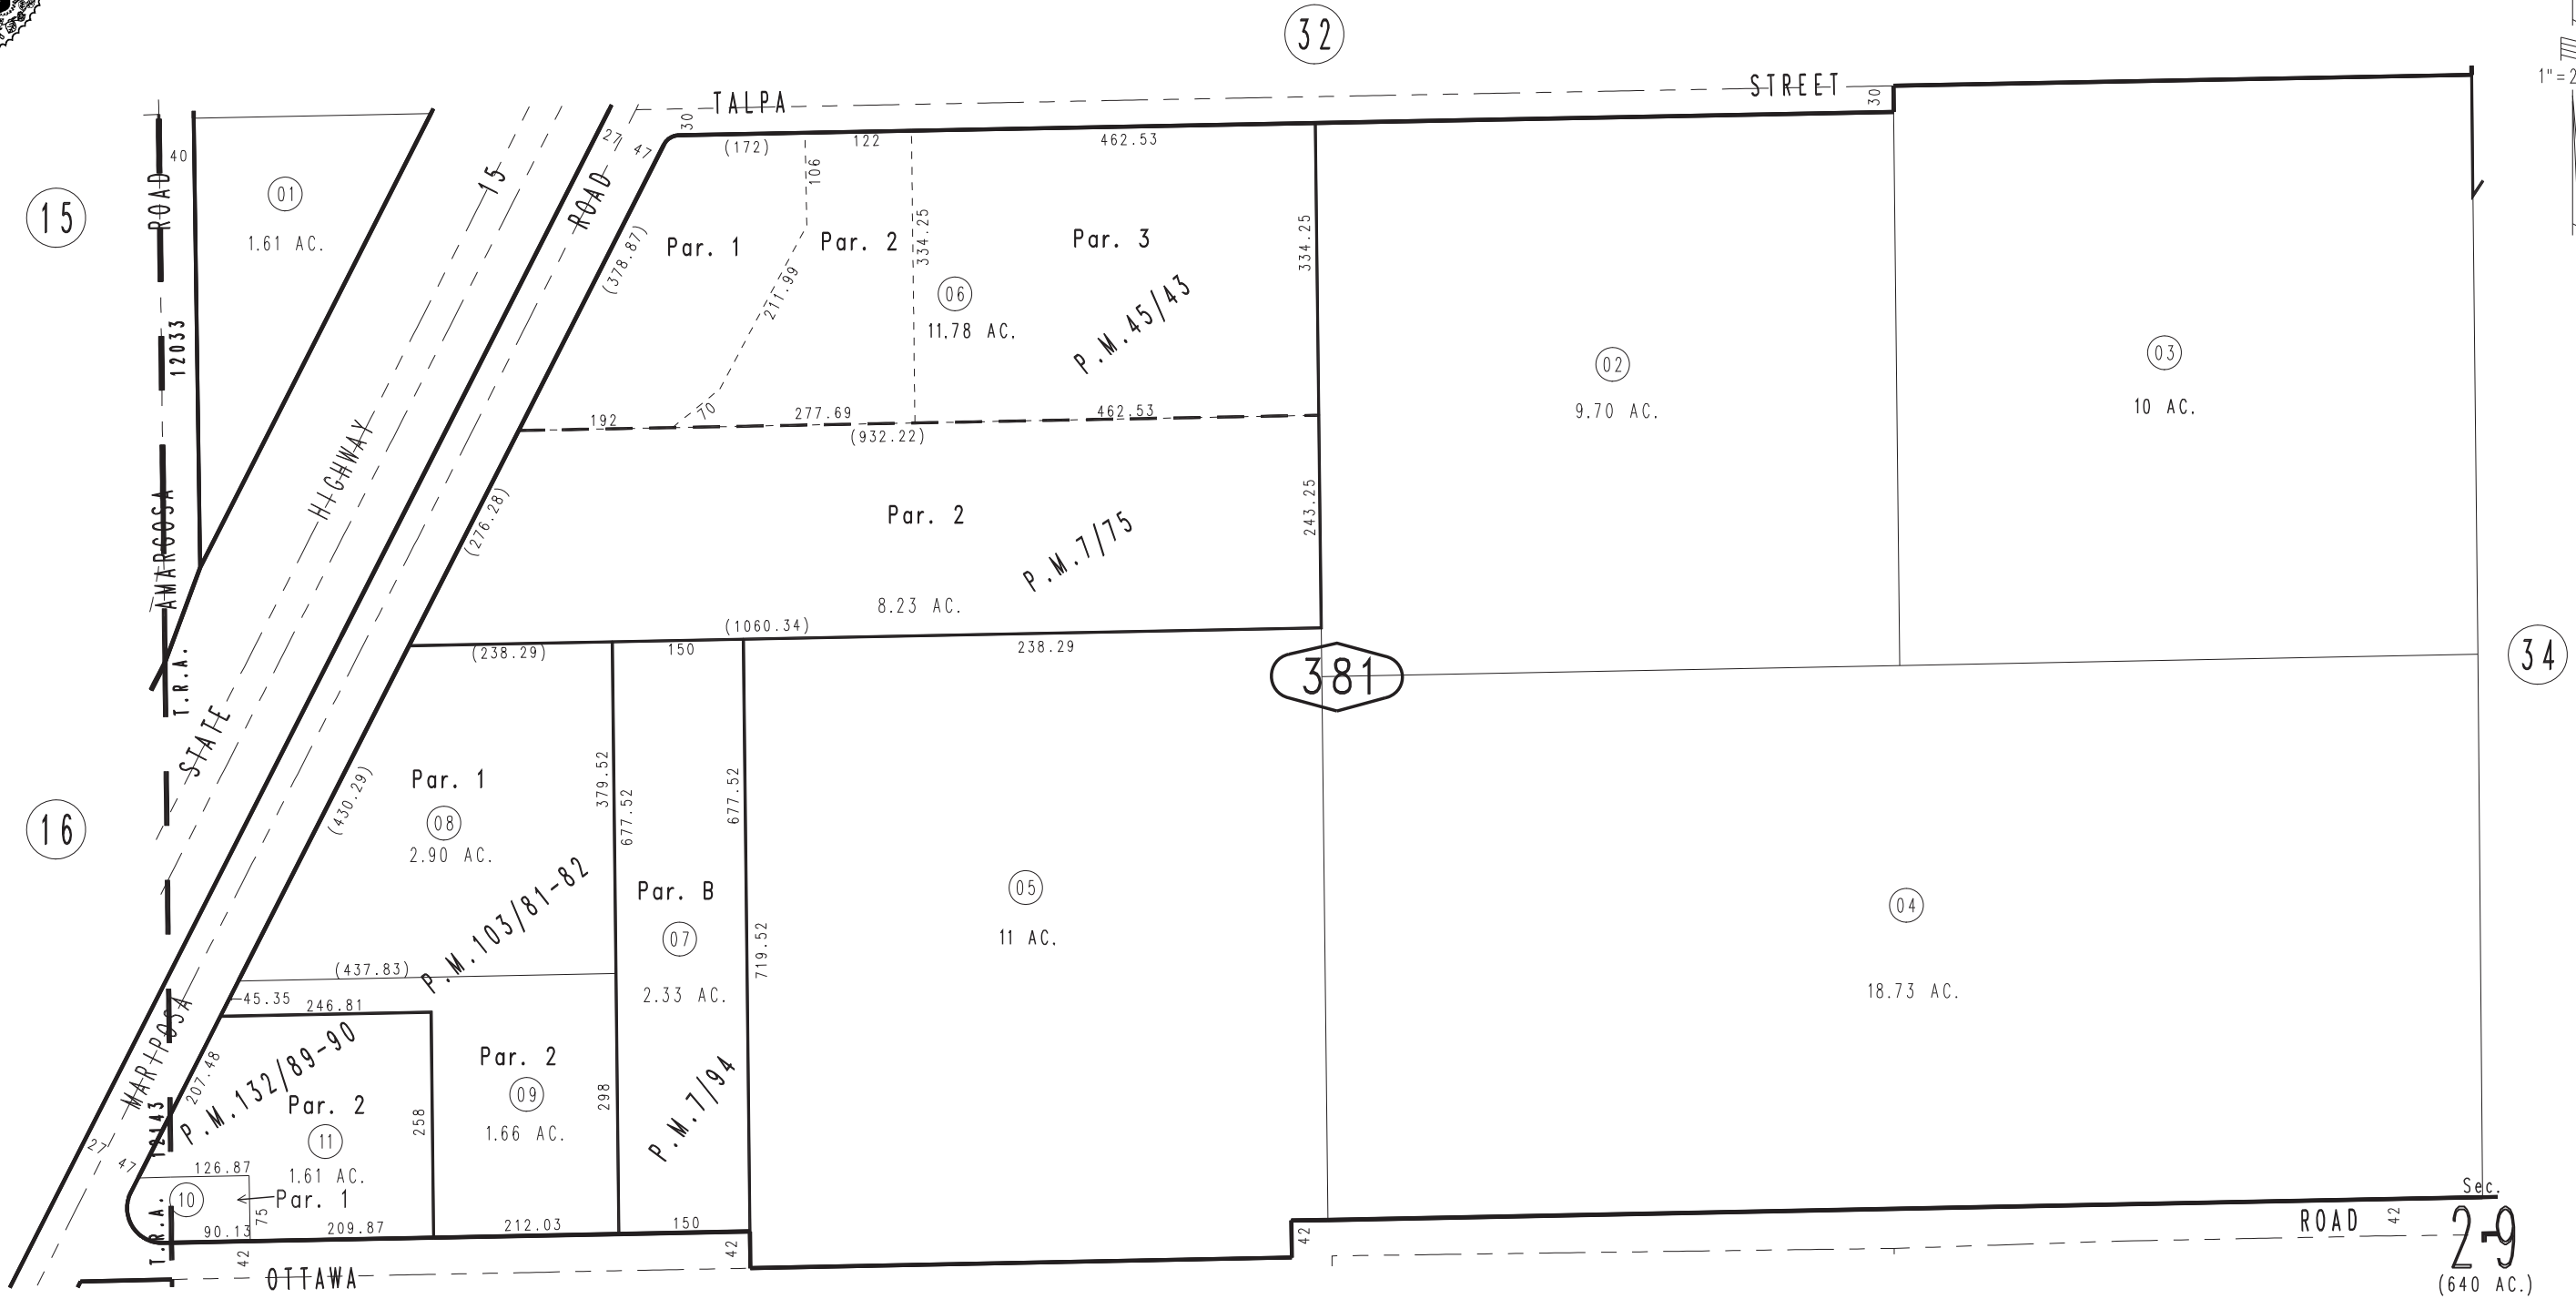 32
1"=2
TALPA
STREET
30
30
15
ROAD
40
01
1.61 AC.
12033
AMARGOSA
T.R.A.
16
STATE
HIGHWAY
15
MARIPOSA
ROAD
27
47
(172)
122
462.53
106
(378.87)
Par. 1
Par. 2
334.25
Par. 3
334.25
211.99
06
11.78 AC.
P.M.45/43
70
192
277.69
462.53
(932.22)
(276.28)
Par. 2
P.M.7/75
243.25
8.23 AC.
(1060.34)
02
9.70 AC.
03
10 AC.
381
34
(238.29)
150
238.29
379.52
677.52
677.52
(430.29)
Par. 1
08
2.90 AC.
P.M.103/81-82
(437.83)
Par. B
07
2.33 AC.
P.M.7/94
719.52
05
11 AC.
04
18.73 AC.
45.35
246.81
207.48
P.M.132/89-90
Par. 2
11
1.61 AC.
258
Par. 2
09
1.66 AC.
298
12143
T.R.A.
27
47
126.87
10
Par. 1
75
90.13
209.87
212.03
150
42
42
42
42
OTTAWA
ROAD
Sec.
2-9
(640 AC.)